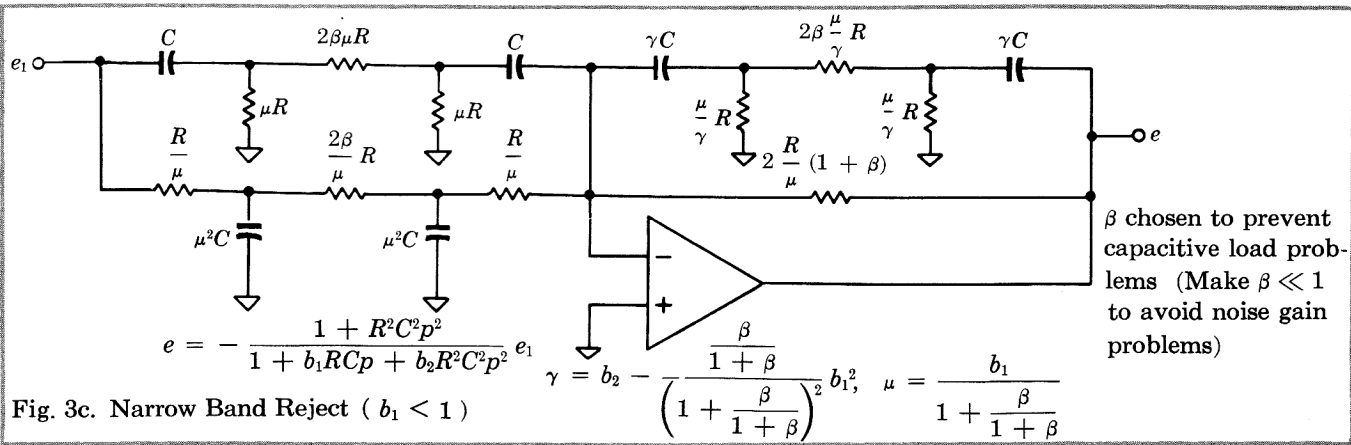 C 2βμR C γC 2β μ/γ R γC
e₁
μR μR μ/γ R μ/γ R
e
R/μ 2β/μ R R/μ 2 R/μ (1 + β)
μ²C μ²C
−
+
β chosen to prevent
capacitive load prob-
lems (Make β ≪ 1
to avoid noise gain
problems)
e = − (1 + R²C²p²)/(1 + b₁RCp + b₂R²C²p²) e₁
γ = b₂ − (β/(1 + β))/(1 + β/(1 + β))² b₁², μ = b₁/(1 + β/(1 + β))
Fig. 3c. Narrow Band Reject ( b₁ < 1 )